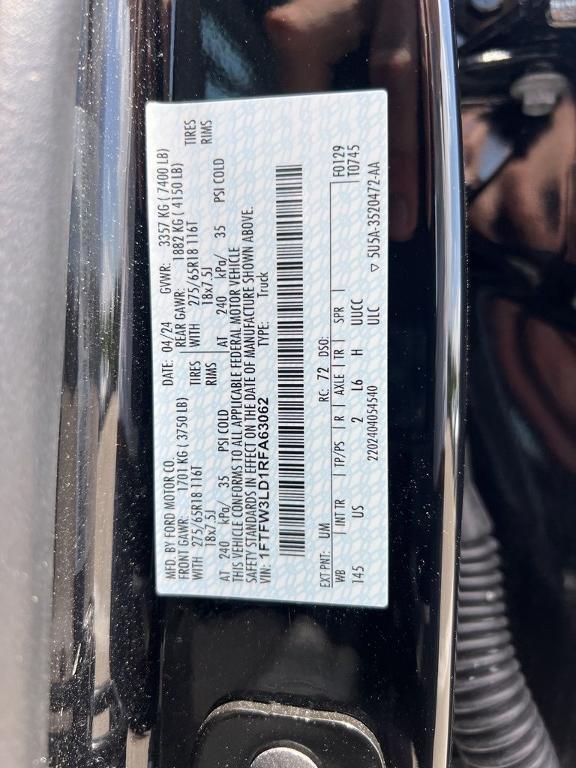 MFD. BY FORD MOTOR CO. DATE: 04/24 GVWR: 3357 KG ( 7400 LB)
FRONT GAWR: 1701 KG ( 3750 LB) REAR GAWR: 1882 KG ( 4150 LB)
WITH 275/65R18 116T TIRES WITH 275/65R18 116T TIRES
18x7.5J RIMS 18x7.5J RIMS
AT 240 kPa/ 35 PSI COLD AT 240 kPa/ 35 PSI COLD
THIS VEHICLE CONFORMS TO ALL APPLICABLE FEDERAL MOTOR VEHICLE
SAFETY STANDARDS IN EFFECT ON THE DATE OF MANUFACTURE SHOWN ABOVE.
VIN: 1FTFW3LD1RFA63062 TYPE: Truck
EXT PNT: UM RC: 72 DSO: F0129
WB INT TR TP/PS R AXLE TR SPR T0745
145 US 2 L6 H UUCC
2202404054540 ULC ▽ 5U5A-3520472-AA